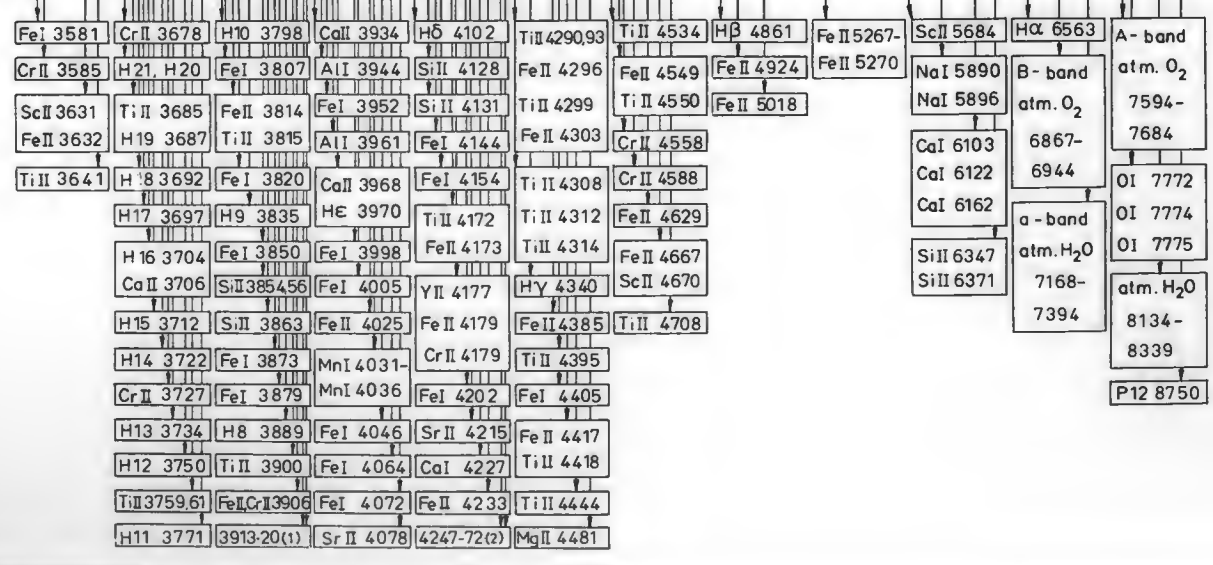 FeI 3581
CrII 3585
ScII 3631
FeII 3632
TiII 3641
CrII 3678
H21, H20
TiII 3685
H19 3687
H18 3692
H17 3697
H16 3704
CaII 3706
H15 3712
H14 3722
CrII 3727
H13 3734
H12 3750
TiII 3759,61
H11 3771
H10 3798
FeI 3807
FeII 3814
TiII 3815
FeI 3820
H9 3835
FeI 3850
SiII 3854,56
SiII 3863
FeI 3873
FeI 3879
H8 3889
TiII 3900
FeII,CrII 3906
3913-20(1)
CaII 3934
AlI 3944
FeI 3952
AlI 3961
CaII 3968
Hε 3970
FeI 3998
FeI 4005
FeII 4025
MnI 4031-
MnI 4036
FeI 4046
FeI 4064
FeI 4072
SrII 4078
Hδ 4102
SiII 4128
SiII 4131
FeI 4144
FeI 4154
TiII 4172
FeII 4173
YII 4177
FeII 4179
CrII 4179
FeI 4202
SrII 4215
CaI 4227
FeII 4233
4247-72(2)
TiII 4290,93
FeII 4296
TiII 4299
FeII 4303
TiII 4308
TiII 4312
TiII 4314
Hγ 4340
FeII 4385
TiII 4395
FeI 4405
FeII 4417
TiII 4418
TiII 4444
MgII 4481
TiII 4534
FeII 4549
TiII 4550
CrII 4558
CrII 4588
FeII 4629
FeII 4667
ScII 4670
TiII 4708
Hβ 4861
FeII 4924
FeII 5018
FeII 5267-
FeII 5270
ScII 5684
NaI 5890
NaI 5896
CaI 6103
CaI 6122
CaI 6162
SiII 6347
SiII 6371
Hα 6563
B-band
atm. O2
6867-
6944
a-band
atm. H2O
7168-
7394
A-band
atm. O2
7594-
7684
OI 7772
OI 7774
OI 7775
atm. H2O
8134-
8339
P12 8750